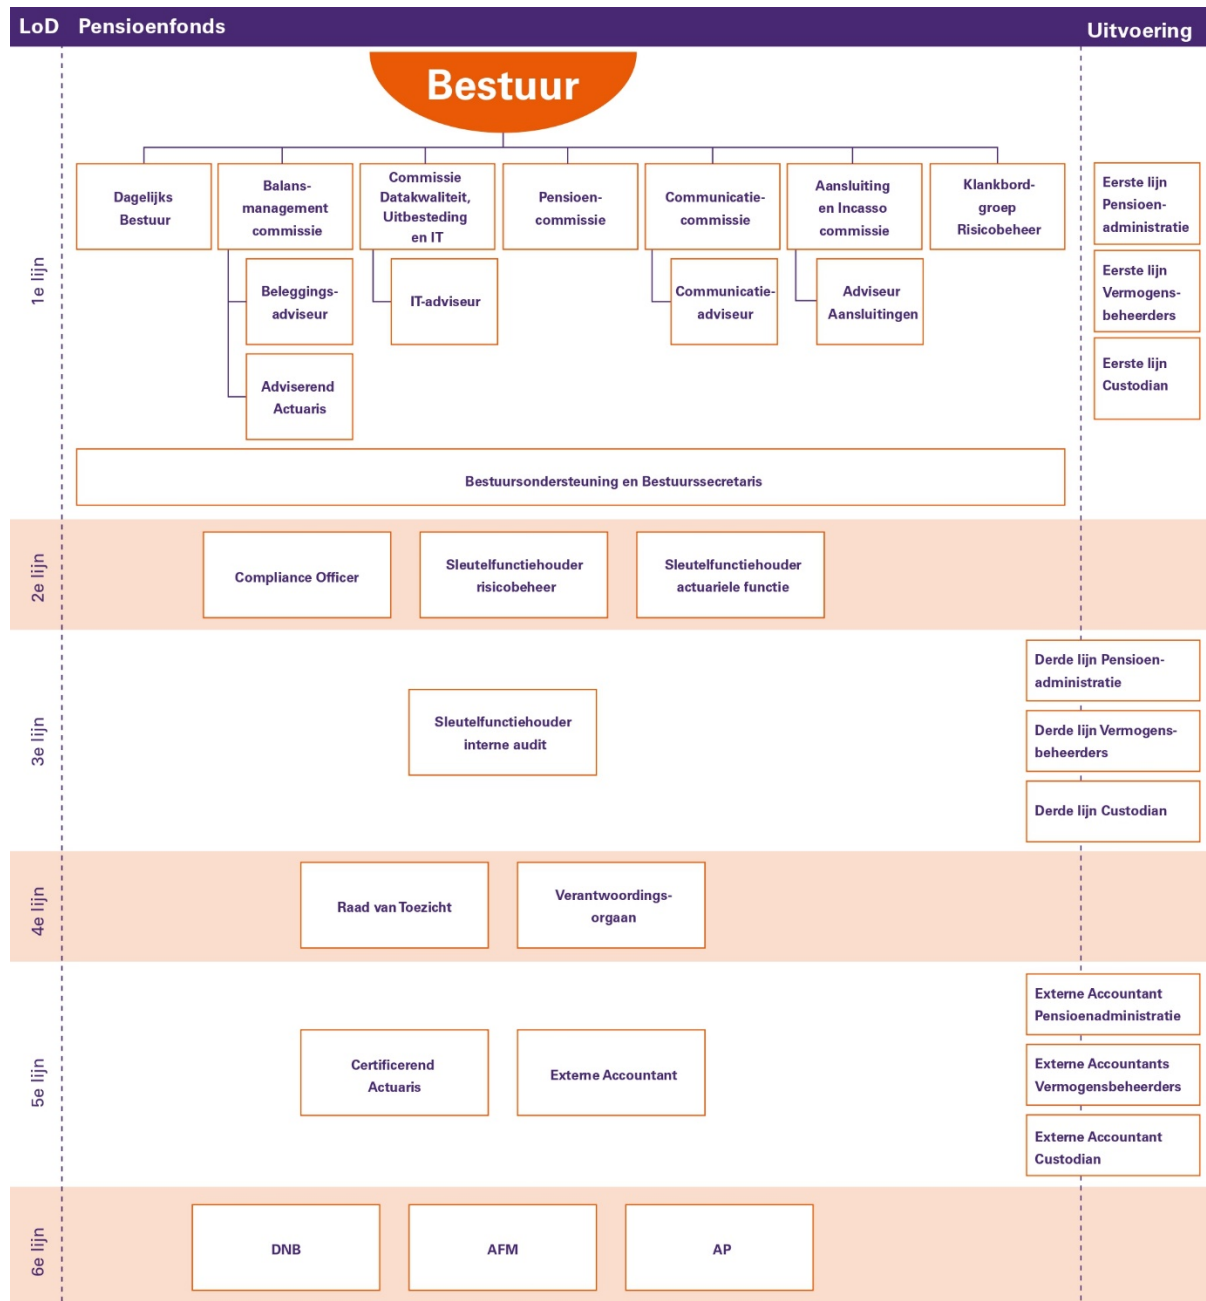 LoD Pensioenfonds Uitvoering
Bestuur
Dagelijks
Bestuur
Balans-
management
commissie
Commissie
Datakwaliteit,
Uitbesteding
en IT
Pensioen-
commissie
Communicatie-
commissie
Aansluiting
en Incasso
commissie
Klankbord-
groep
Risicobeheer
Eerste lijn
Pensioen-
administratie
1e lijn
Beleggings-
adviseur
IT-adviseur
Communicatie-
adviseur
Adviseur
Aansluitingen
Eerste lijn
Vermogens-
beheerders
Adviserend
Actuaris
Eerste lijn
Custodian
Bestuursondersteuning en Bestuurssecretaris
2e lijn
Compliance Officer
Sleutelfunctiehouder
risicobeheer
Sleutelfunctiehouder
actuariele functie
3e lijn
Sleutelfunctiehouder
interne audit
Derde lijn Pensioen-
administratie
Derde lijn Vermogens-
beheerders
Derde lijn Custodian
4e lijn
Raad van Toezicht
Verantwoordings-
orgaan
5e lijn
Certificerend
Actuaris
Externe Accountant
Externe Accountant
Pensioenadministratie
Externe Accountants
Vermogensbeheerders
Externe Accountant
Custodian
6e lijn
DNB
AFM
AP